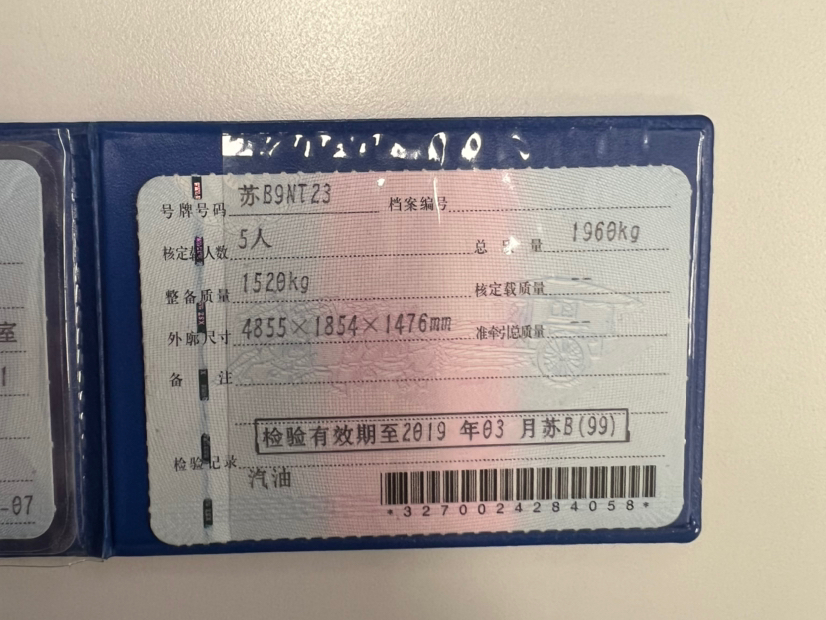 室
-07
号牌号码 苏B9NT23 档案编号
核定载人数 5人 总质量 1960kg
整备质量 1520kg 核定载质量 --
外廓尺寸 4855×1854×1476mm 准牵引总质量 --
备注
检验有效期至2019 年03 月苏B(99)
检验记录
汽油
*3270024284058*